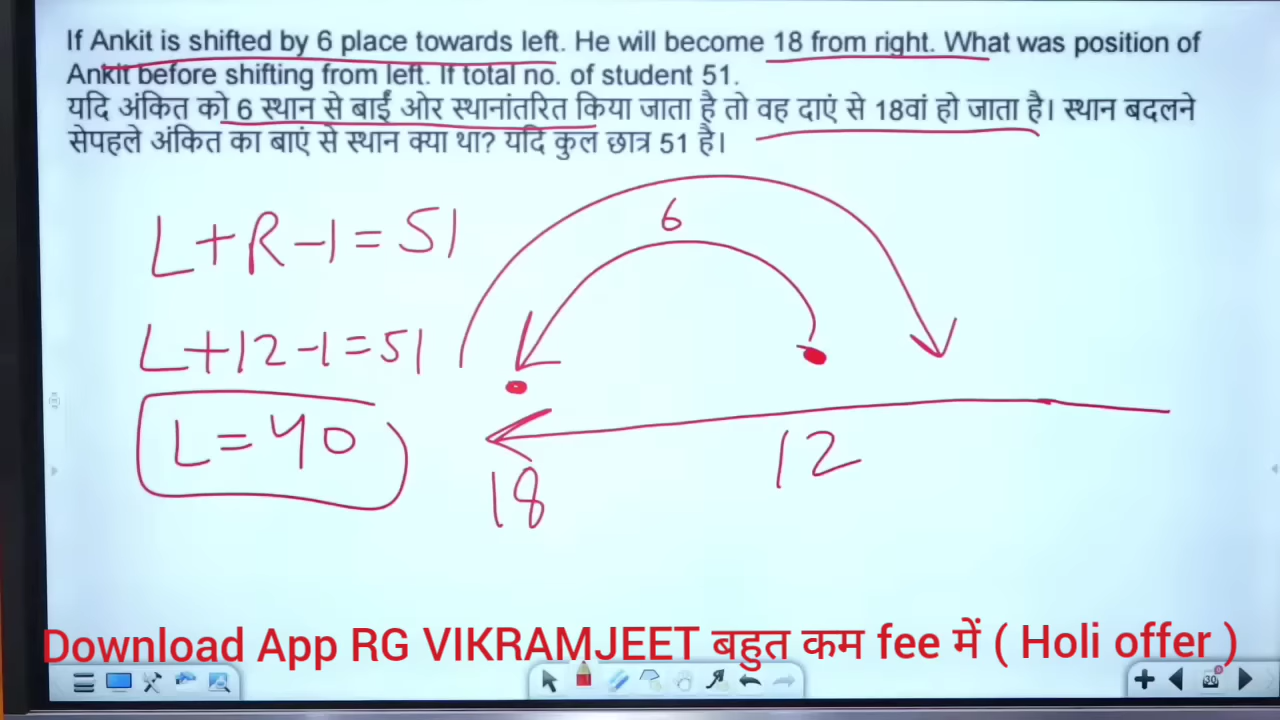 If Ankit is shifted by 6 place towards left. He will become 18 from right. What was position of
Ankit before shifting from left. If total no. of student 51.
यदि अंकित को 6 स्थान से बाईं ओर स्थानांतरित किया जाता है तो वह दाएं से 18वां हो जाता है। स्थान बदलने
सेपहले अंकित का बाएं से स्थान क्या था? यदि कुल छात्र 51 है।
6
L+R-1=51
L+12-1=51
L=40
12
18
Download App RG VIKRAMJEET बहुत कम fee में ( Holi offer )
30